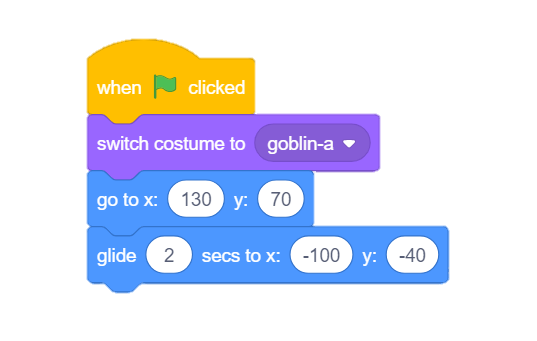 when clicked
switch costume to goblin-a
go to x: 130 y: 70
glide 2 secs to x: -100 y: -40